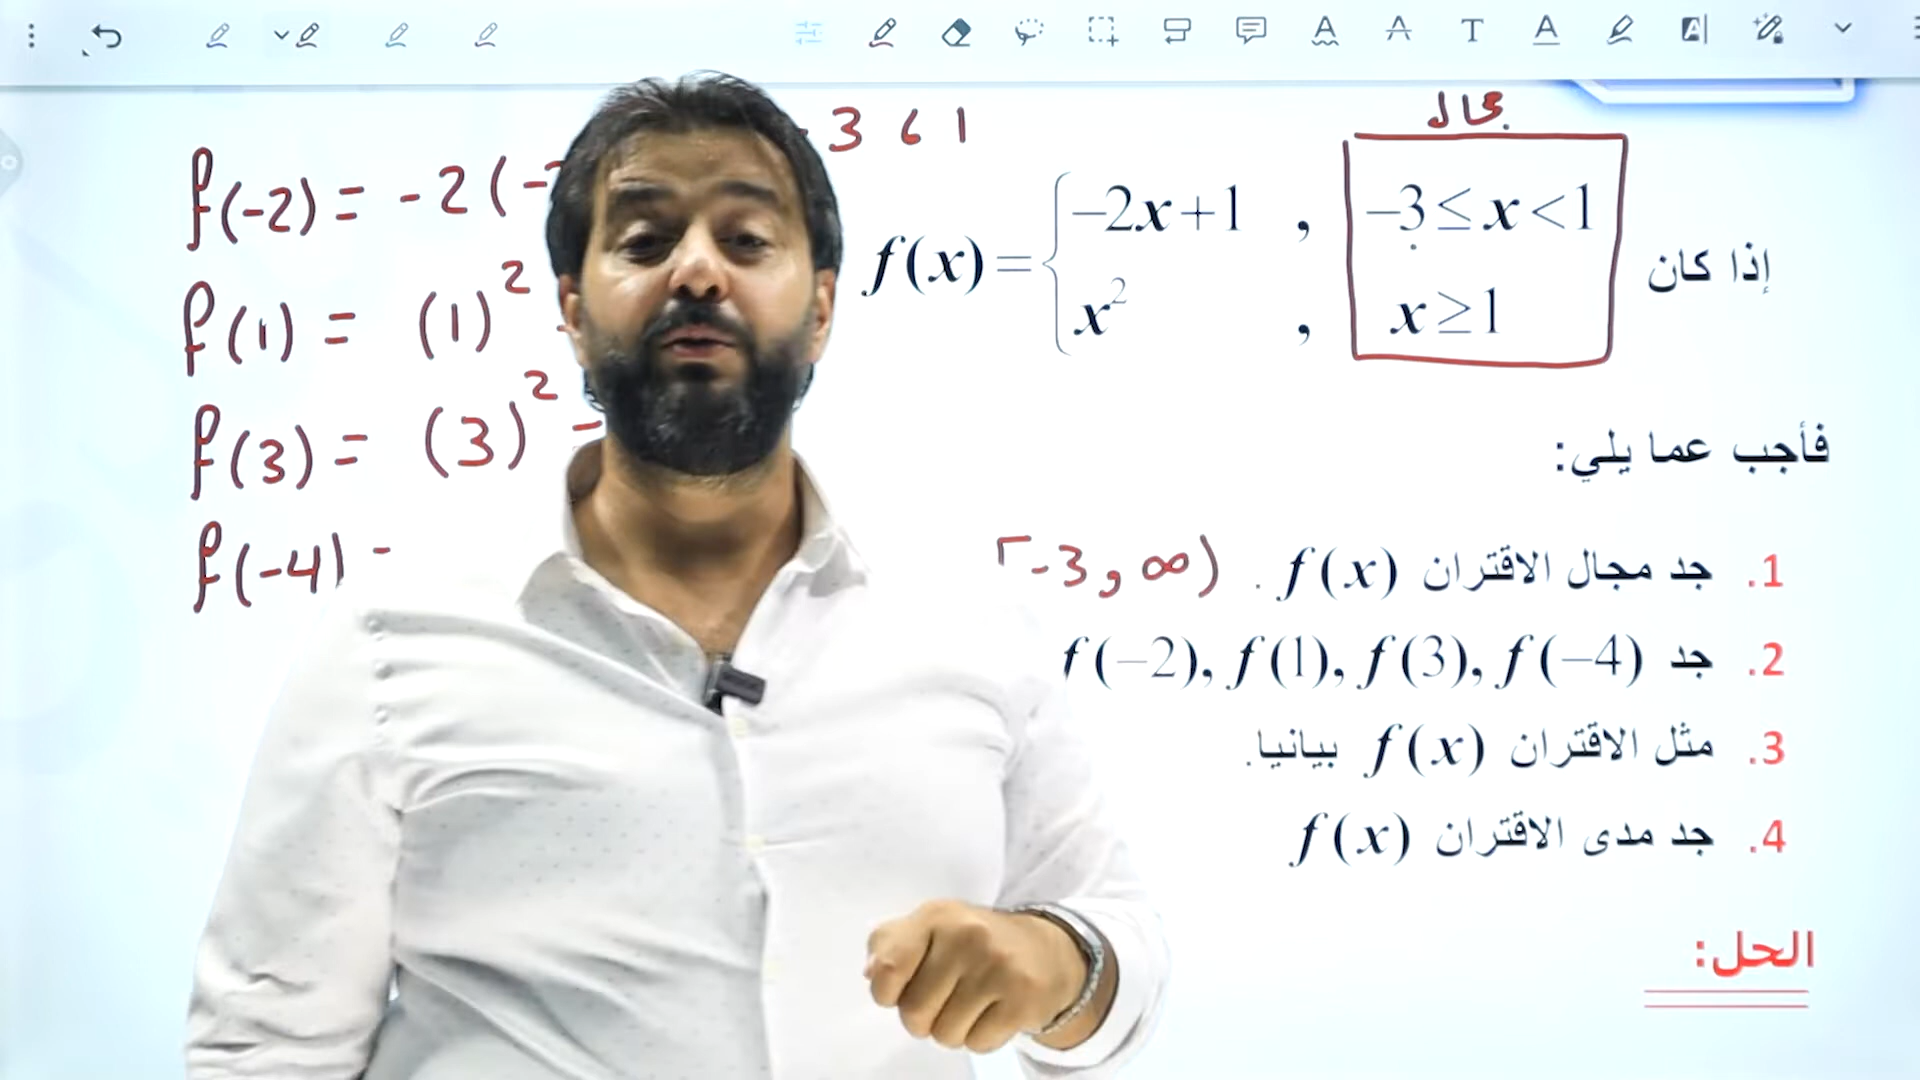 مجال
-3 6 1
إذا كان f(x) = { -2x+1 , -3 ≤ x < 1
x² , x ≥ 1
فأجب عما يلي:
1. جد مجال الاقتران f(x) . [-3, ∞)
2. جد f(-2), f(1), f(3), f(-4)
3. مثل الاقتران f(x) بيانيا.
4. جد مدى الاقتران f(x)
الحل:
f(-2) = -2(-
f(1) = (1)²
f(3) = (3)² =
f(-4) -